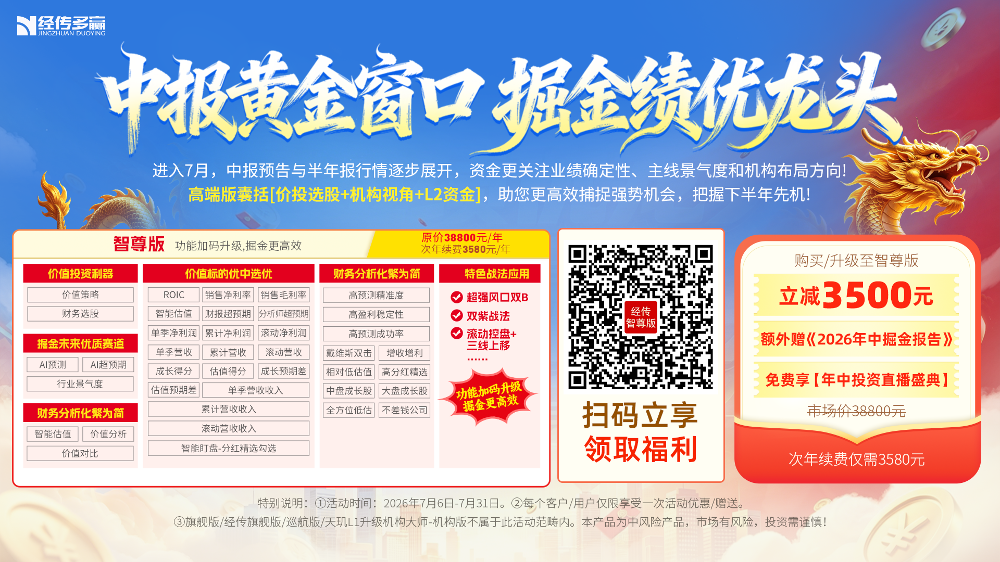 经传多赢
JINGZHUAN DUOYING
中报黄金窗口 掘金绩优龙头
进入7月，中报预告与半年报行情逐步展开，资金更关注业绩确定性、主线景气度和机构布局方向!
高端版囊括[价投选股+机构视角+L2资金]，助您更高效捕捉强势机会，把握下半年先机!
智尊版 功能加码升级,掘金更高效
原价38800元/年
次年续费3580元/年
价值投资利器
价值策略
财务选股
掘金未来优质赛道
AI预测 AI超预期
行业景气度
财务分析化繁为简
智能估值 价值分析
价值对比
价值标的优中选优
ROIC 销售净利率 销售毛利率
智能估值 财报超预期 分析师超预期
单季净利润 累计净利润 滚动净利润
单季营收 累计营收 滚动营收
成长得分 估值得分 成长预期差
估值预期差 单季营收收入
累计营收收入
滚动营收收入
智能盯盘-分红精选勾选
财务分析化繁为简
高预测精准度
高盈利稳定性
高预测成功率
戴维斯双击 增收增利
相对低估值 高分红精选
中盘成长股 大盘成长股
全方位低估 不差钱公司
特色战法应用
超强风口双B
双紫战法
滚动控盘+
三线上移
……
功能加码升级
掘金更高效
经传
智尊版
扫码立享
领取福利
购买/升级至智尊版
立减3500元
额外赠《2026年中掘金报告》
免费享【年中投资直播盛典】
市场价38800元
次年续费仅需3580元
特别说明：①活动时间：2026年7月6日-7月31日。②每个客户/用户仅限享受一次活动优惠/赠送。
③旗舰版/经传旗舰版/巡航版/天玑L1升级机构大师-机构版不属于此活动范畴内。本产品为中风险产品，市场有风险，投资需谨慎！